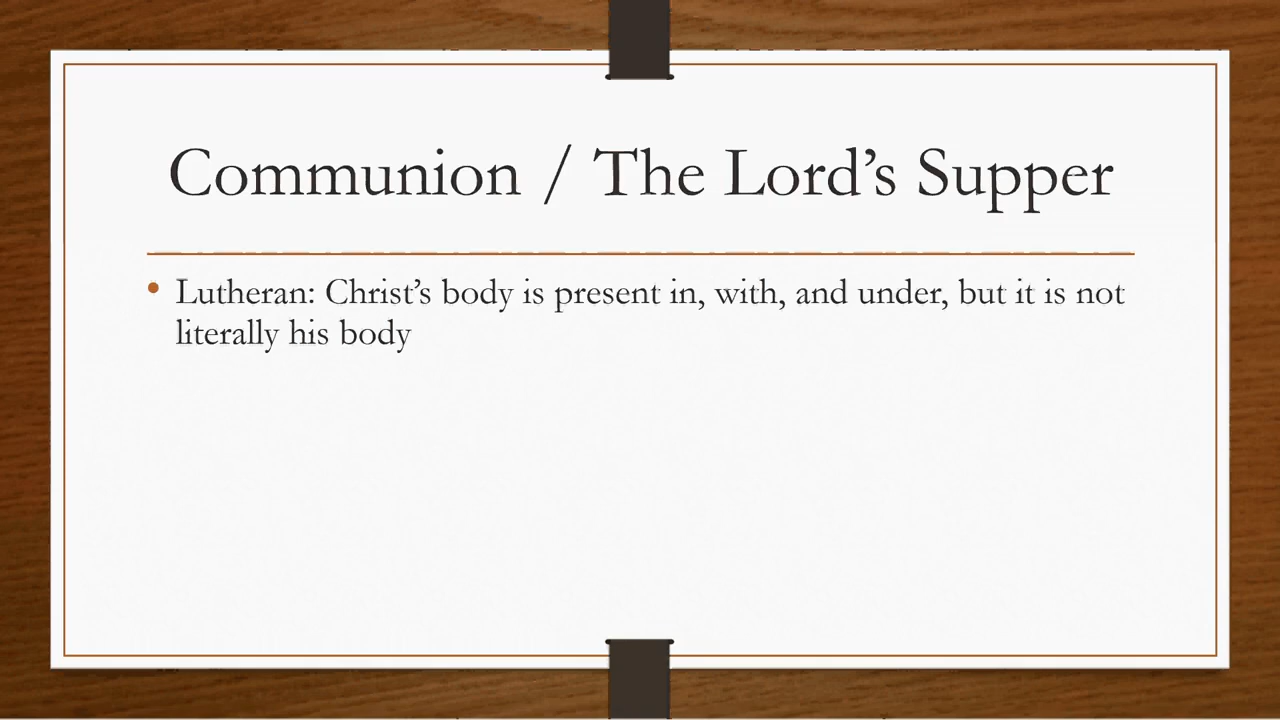 Communion / The Lord’s Supper
• Lutheran: Christ’s body is present in, with, and under, but it is not
literally his body